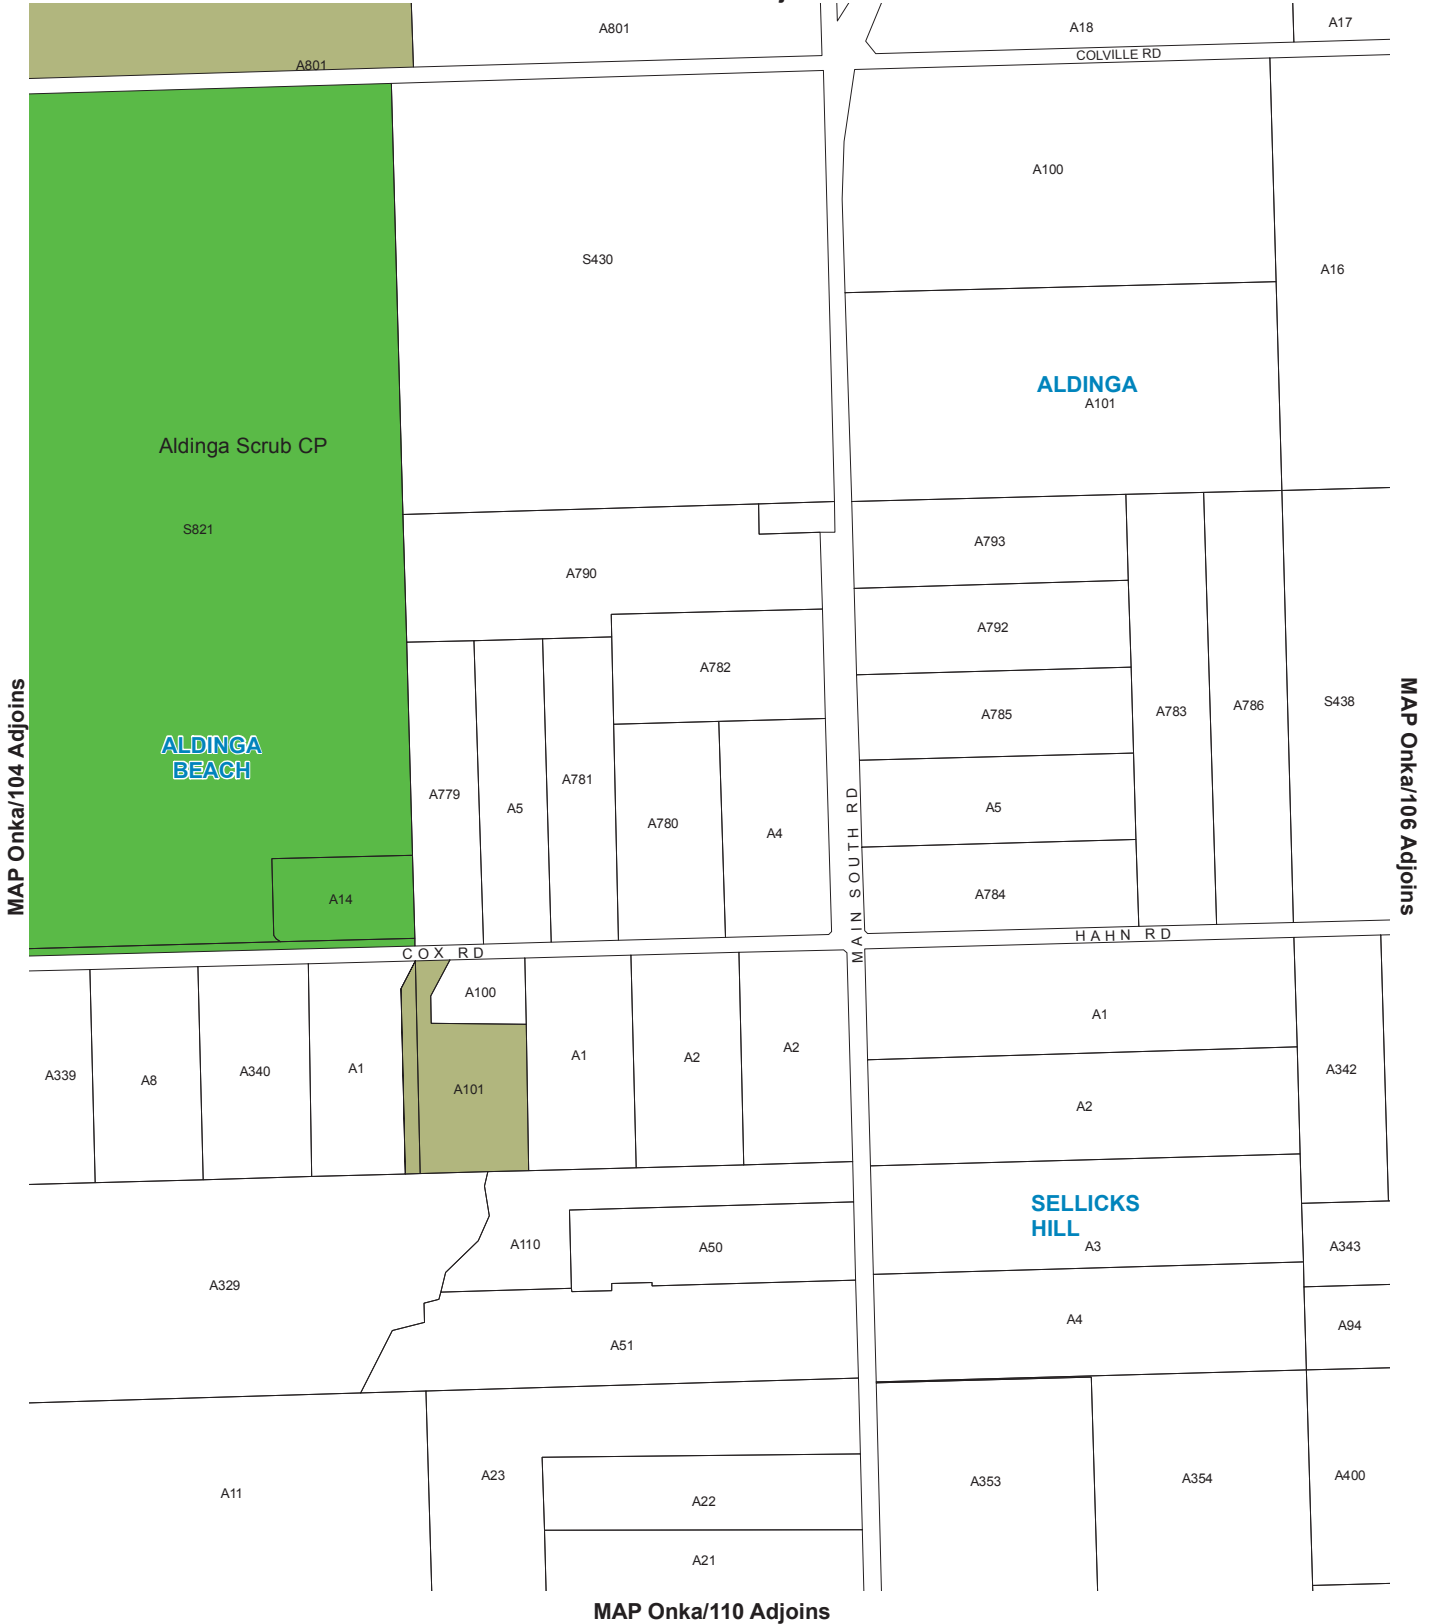 A801
A18
A17
COLVILLE RD
A801
A100
S430
A16
ALDINGA
A101
Aldinga Scrub CP
S821
A793
A790
A792
A782
A785
A783
A786
S438
MAP Onka/104 Adjoins
MAP Onka/106 Adjoins
ALDINGA
BEACH
A779
A5
A781
A780
A4
A5
MAIN SOUTH RD
A14
A784
HAHN RD
COX RD
A100
A1
A339
A8
A340
A1
A101
A1
A2
A2
A342
A2
SELLICKS
HILL
A3
A110
A50
A343
A329
A4
A94
A51
A11
A23
A22
A353
A354
A400
A21
MAP Onka/110 Adjoins